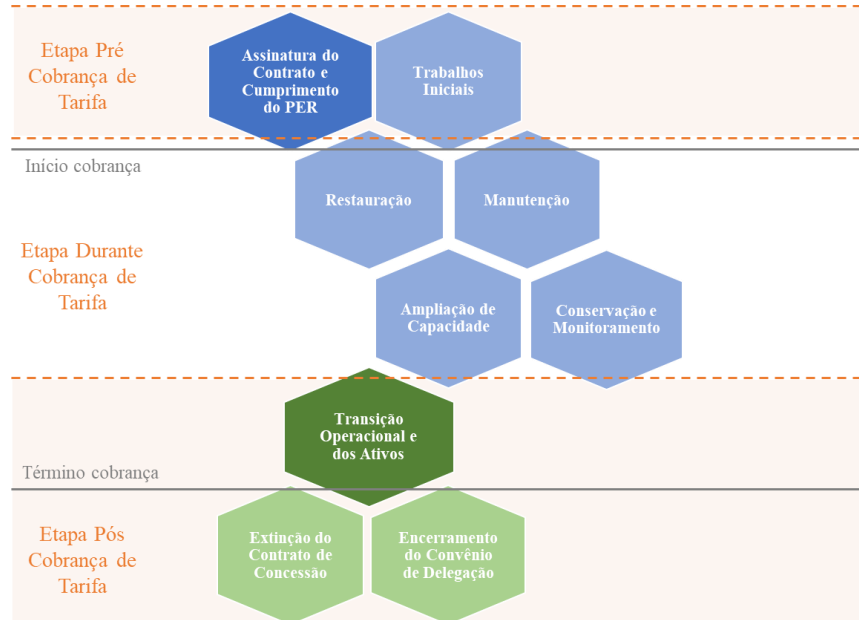 Etapa Pré
Cobrança de
Tarifa
Assinatura do
Contrato e
Cumprimento
do PER
Trabalhos
Iniciais
Início cobrança
Restauração
Manutenção
Etapa Durante
Cobrança de
Tarifa
Ampliação de
Capacidade
Conservação e
Monitoramento
Transição
Operacional e
dos Ativos
Término cobrança
Etapa Pós
Cobrança de
Tarifa
Extinção do
Contrato de
Concessão
Encerramento
do Convênio
de Delegação